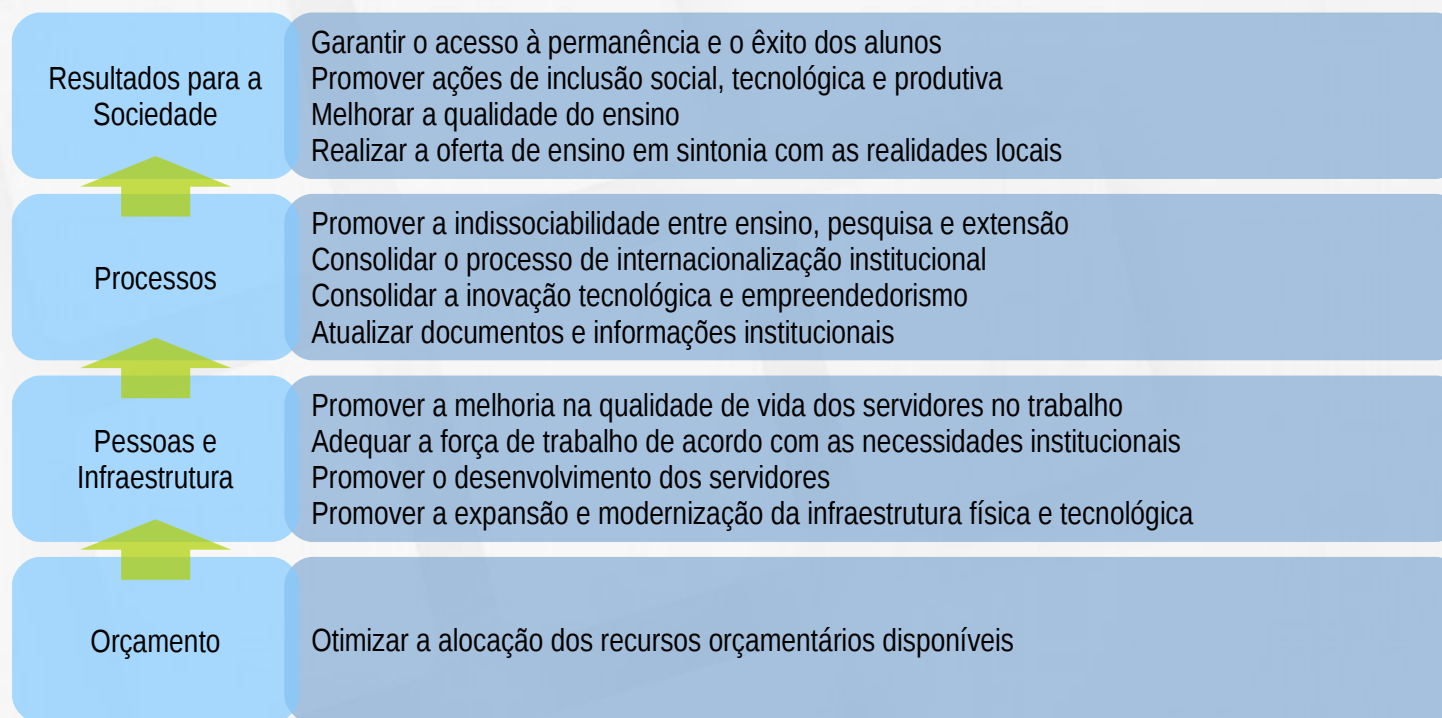 Resultados para a
Sociedade
Garantir o acesso à permanência e o êxito dos alunos
Promover ações de inclusão social, tecnológica e produtiva
Melhorar a qualidade do ensino
Realizar a oferta de ensino em sintonia com as realidades locais
Processos
Promover a indissociabilidade entre ensino, pesquisa e extensão
Consolidar o processo de internacionalização institucional
Consolidar a inovação tecnológica e empreendedorismo
Atualizar documentos e informações institucionais
Pessoas e
Infraestrutura
Promover a melhoria na qualidade de vida dos servidores no trabalho
Adequar a força de trabalho de acordo com as necessidades institucionais
Promover o desenvolvimento dos servidores
Promover a expansão e modernização da infraestrutura física e tecnológica
Orçamento
Otimizar a alocação dos recursos orçamentários disponíveis